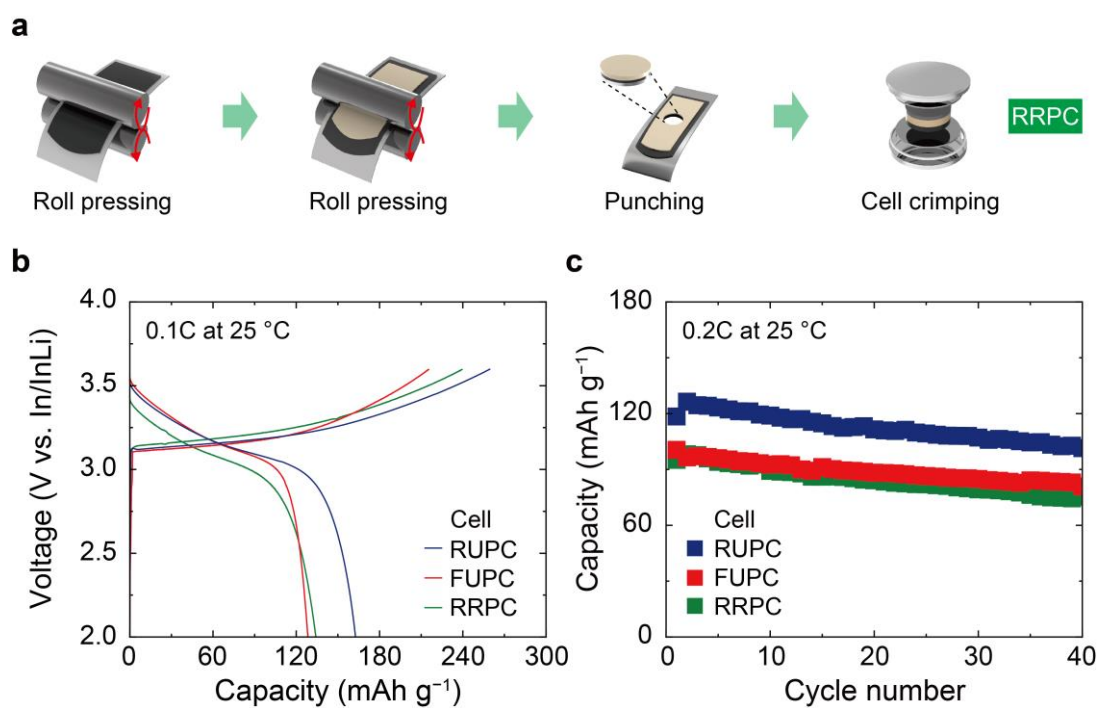 a
Roll pressing
Roll pressing
Punching
Cell crimping
RRPC
b
4.0
3.5
3.0
2.5
2.0
Voltage (V vs. In/InLi)
0.1C at 25 °C
Cell
RUPC
FUPC
RRPC
0 60 120 180 240 300
Capacity (mAh g⁻¹)
c
180
120
60
0
Capacity (mAh g⁻¹)
0.2C at 25 °C
Cell
RUPC
FUPC
RRPC
0 10 20 30 40
Cycle number